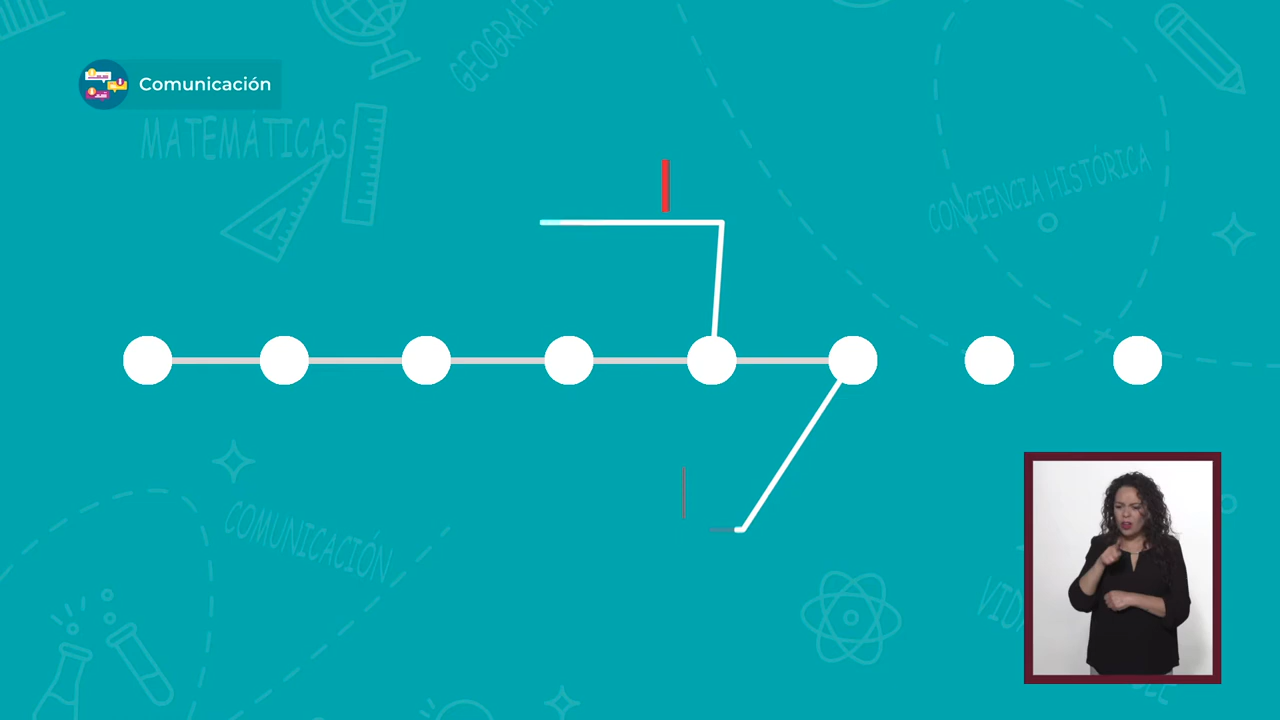 GEOGRAFÍA
Comunicación
MATEMÁTICAS
CONCIENCIA HISTÓRICA
COMUNICACIÓN